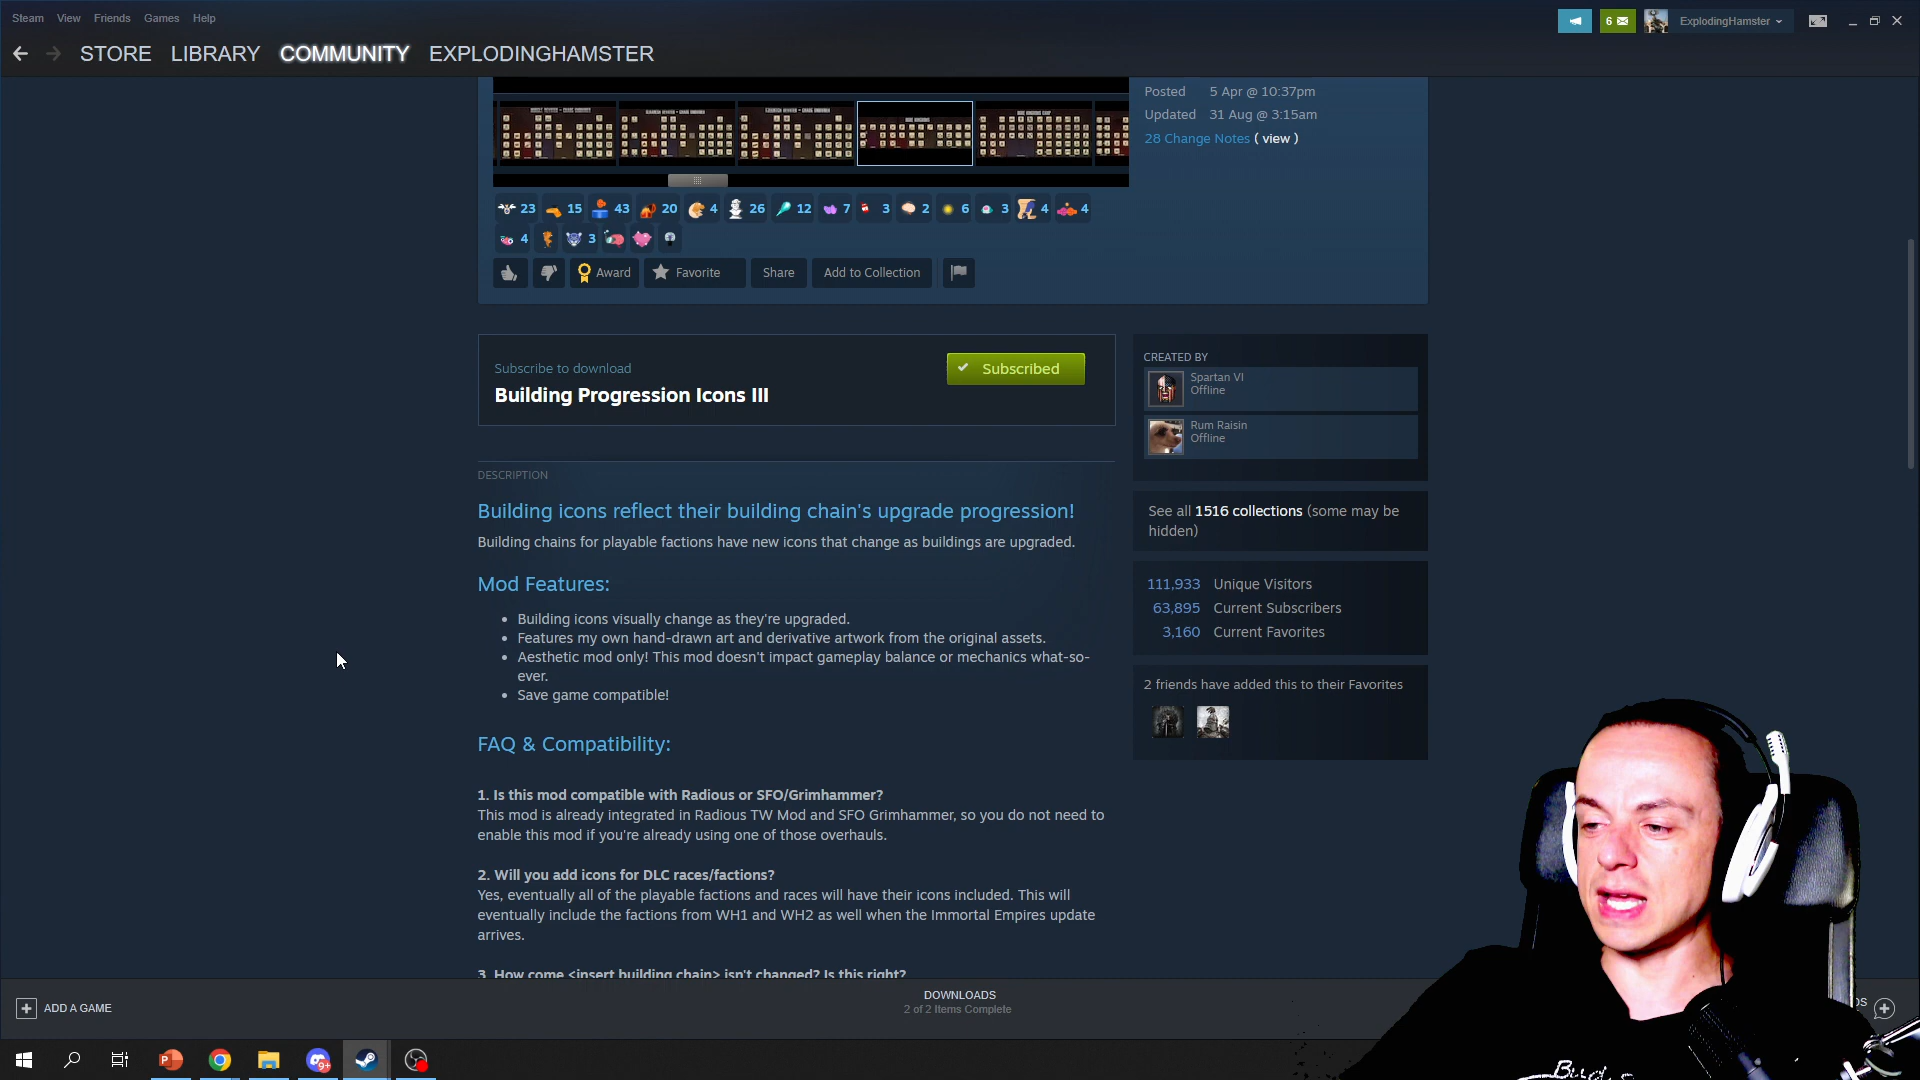 Steam View Friends Games Help
6
ExplodingHamster
STORE LIBRARY COMMUNITY EXPLODINGHAMSTER
Posted 5 Apr @ 10:37pm
Updated 31 Aug @ 3:15am
28 Change Notes ( view )
23 15 43 20 4 26 12 7 3 2 6 3 4 4
4 3
Award Favorite Share Add to Collection
Subscribe to download
Building Progression Icons III
Subscribed
CREATED BY
Spartan VI
Offline
Rum Raisin
Offline
DESCRIPTION
Building icons reflect their building chain's upgrade progression!
Building chains for playable factions have new icons that change as buildings are upgraded.
Mod Features:
• Building icons visually change as they're upgraded.
• Features my own hand-drawn art and derivative artwork from the original assets.
• Aesthetic mod only! This mod doesn't impact gameplay balance or mechanics what-so-
ever.
• Save game compatible!
FAQ & Compatibility:
1. Is this mod compatible with Radious or SFO/Grimhammer?
This mod is already integrated in Radious TW Mod and SFO Grimhammer, so you do not need to
enable this mod if you're already using one of those overhauls.
2. Will you add icons for DLC races/factions?
Yes, eventually all of the playable factions and races will have their icons included. This will
eventually include the factions from WH1 and WH2 as well when the Immortal Empires update
arrives.
3. How come <insert building chain> isn't changed? Is this right?
See all 1516 collections (some may be
hidden)
111,933 Unique Visitors
63,895 Current Subscribers
3,160 Current Favorites
2 friends have added this to their Favorites
ADD A GAME
DOWNLOADS
2 of 2 Items Complete
9+